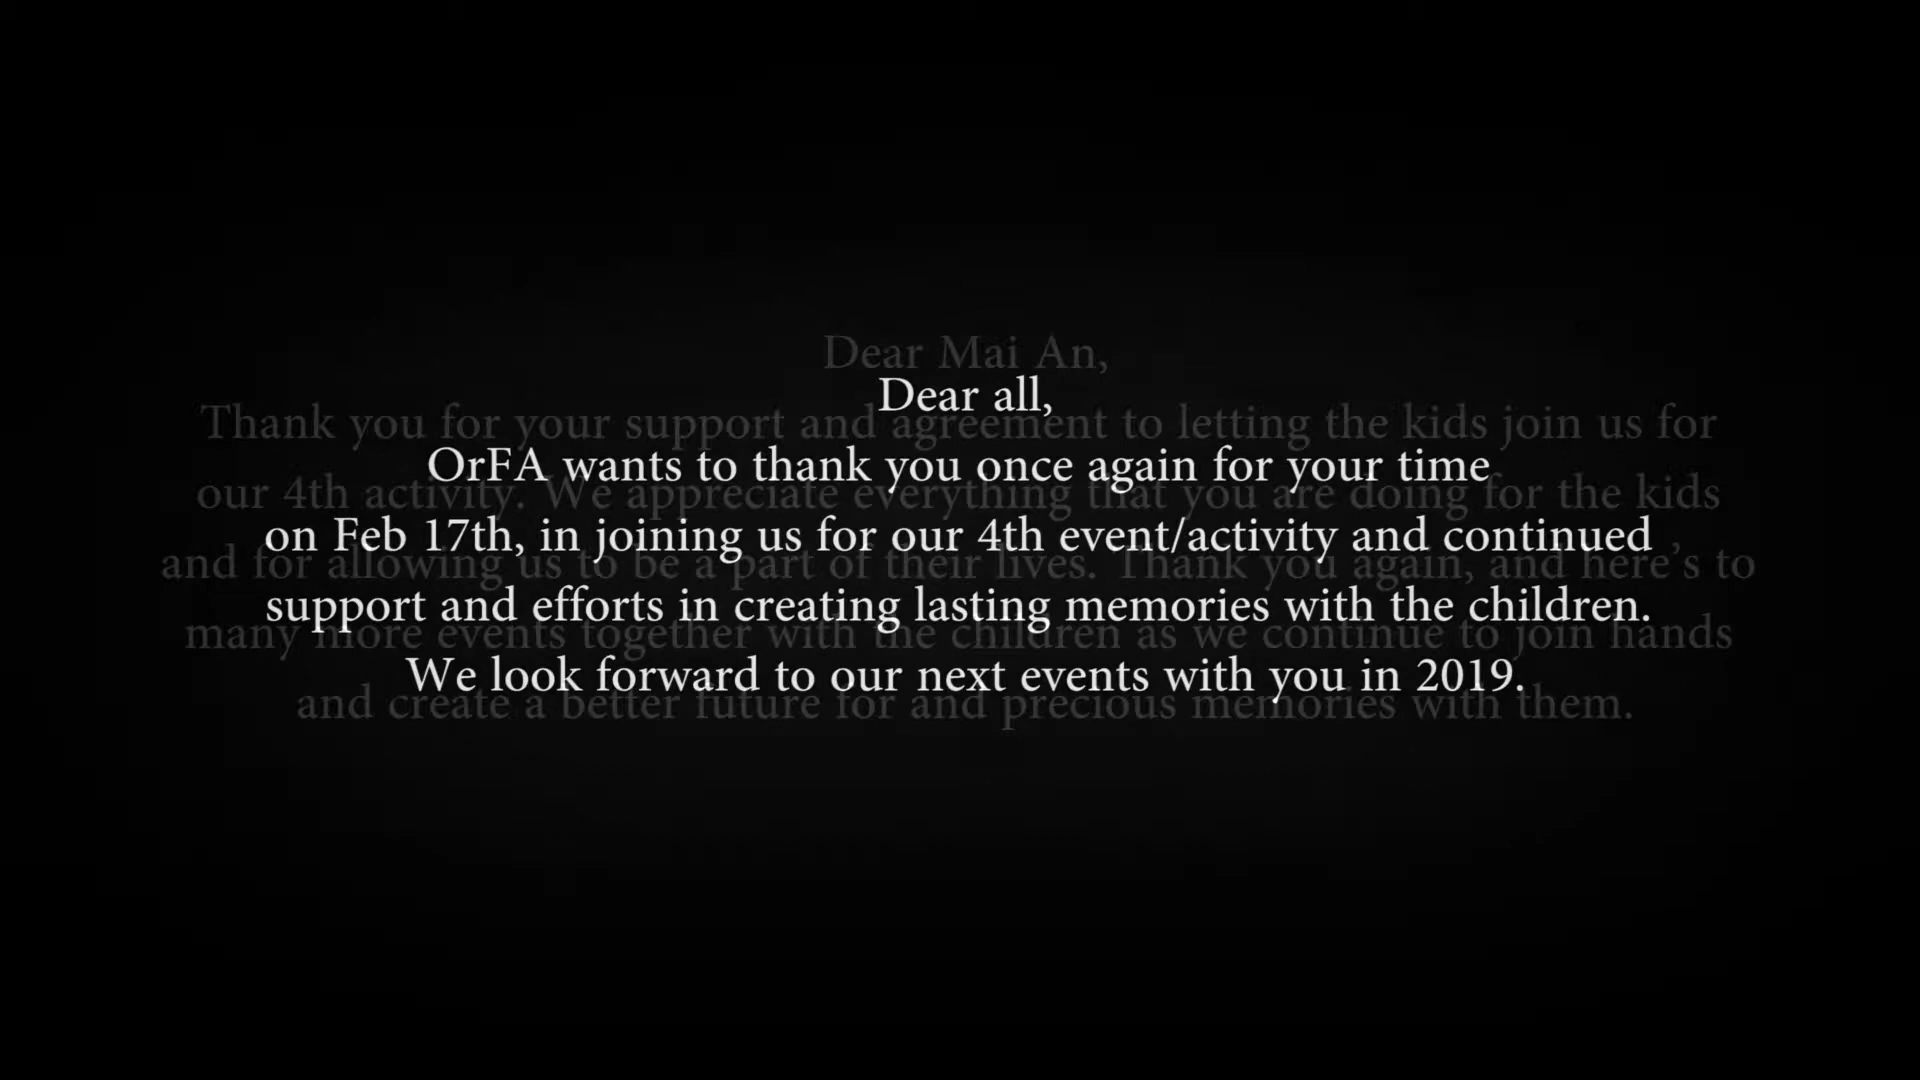 Dear Mai An,
Thank you for your support and agreement to letting the kids join us for
our 4th activity. We appreciate everything that you are doing for the kids
and for allowing us to be a part of their lives. Thank you again, and here's to
many more events together with the children as we continue to join hands
and create a better future for and precious memories with them.
Dear all,
OrFA wants to thank you once again for your time
on Feb 17th, in joining us for our 4th event/activity and continued
support and efforts in creating lasting memories with the children.
We look forward to our next events with you in 2019.